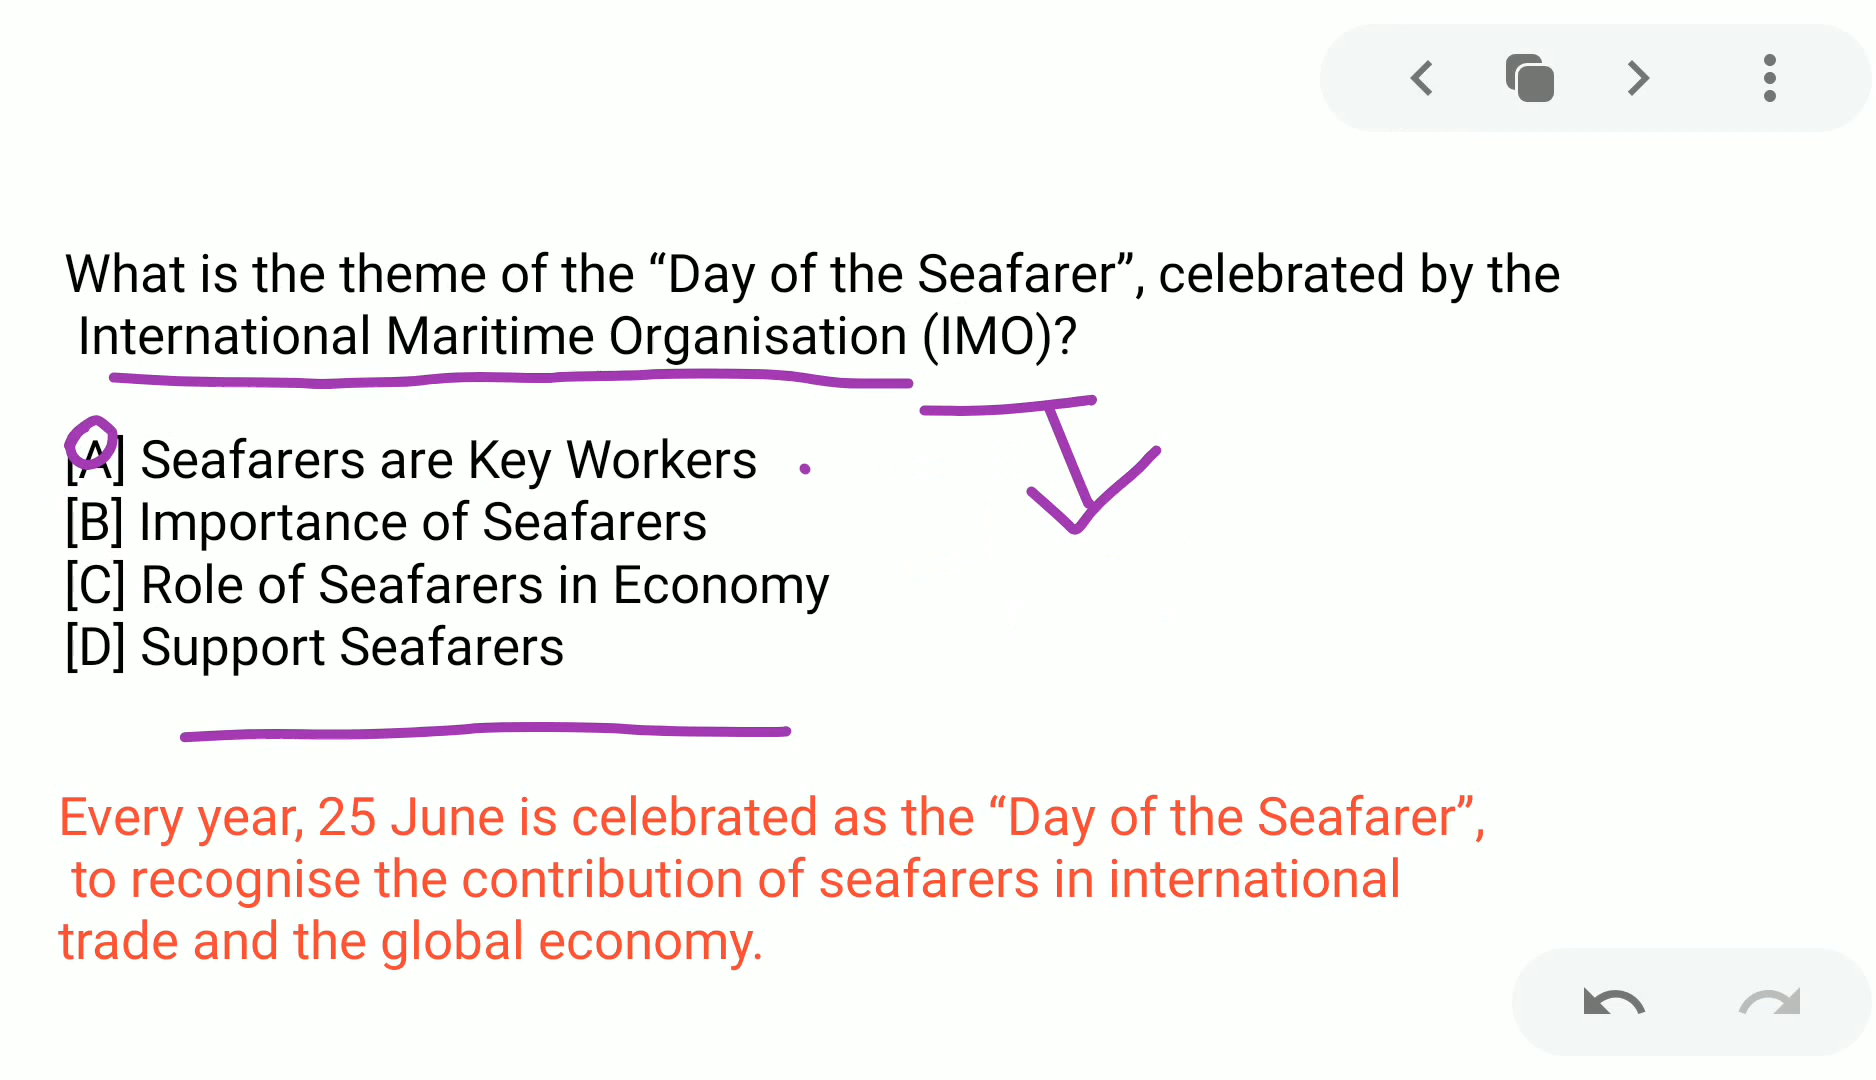 What is the theme of the “Day of the Seafarer”, celebrated by the
International Maritime Organisation (IMO)?
[A] Seafarers are Key Workers
[B] Importance of Seafarers
[C] Role of Seafarers in Economy
[D] Support Seafarers
Every year, 25 June is celebrated as the “Day of the Seafarer”,
to recognise the contribution of seafarers in international
trade and the global economy.